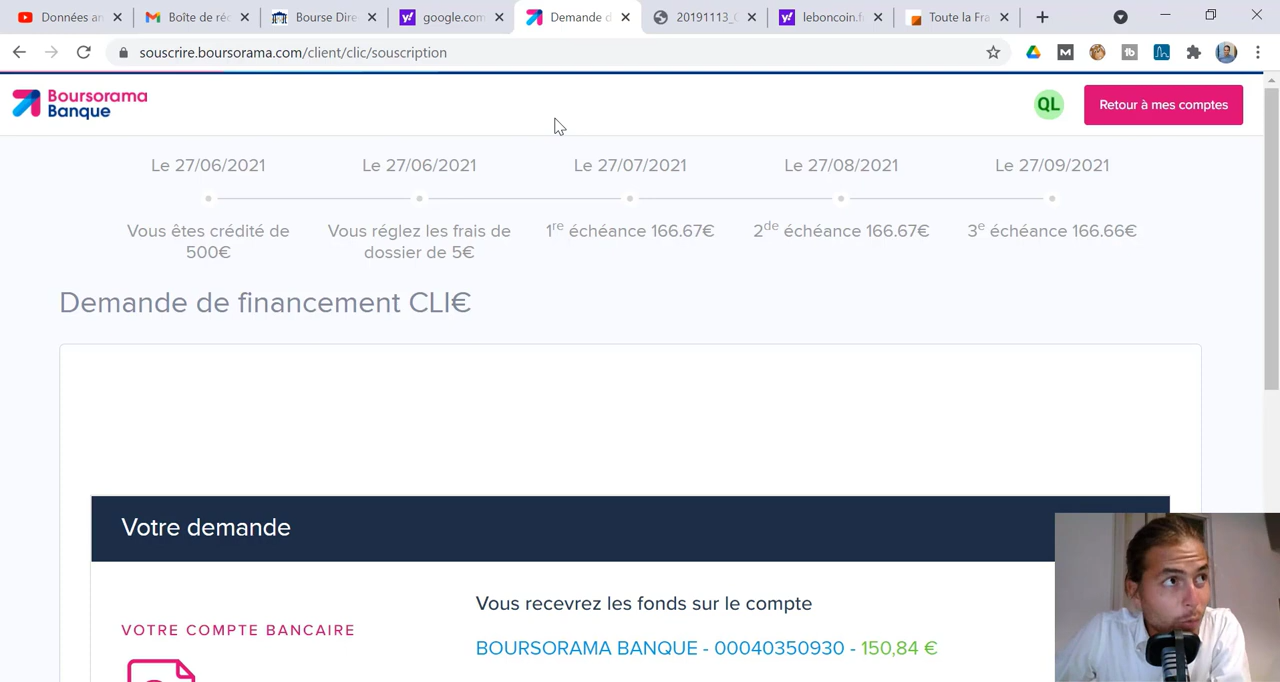 Données an
Boîte de réc
Bourse Dire
google.com
Demande d
20191113_C
leboncoin.f
Toute la Fra
souscrire.boursorama.com/client/clic/souscription
Boursorama
Banque
QL
Retour à mes comptes
Le 27/06/2021
Le 27/06/2021
Le 27/07/2021
Le 27/08/2021
Le 27/09/2021
Vous êtes crédité de
500€
Vous réglez les frais de
dossier de 5€
1re échéance 166.67€
2de échéance 166.67€
3e échéance 166.66€
Demande de financement CLI€
Votre demande
VOTRE COMPTE BANCAIRE
Vous recevrez les fonds sur le compte
BOURSORAMA BANQUE - 00040350930 - 150,84 €